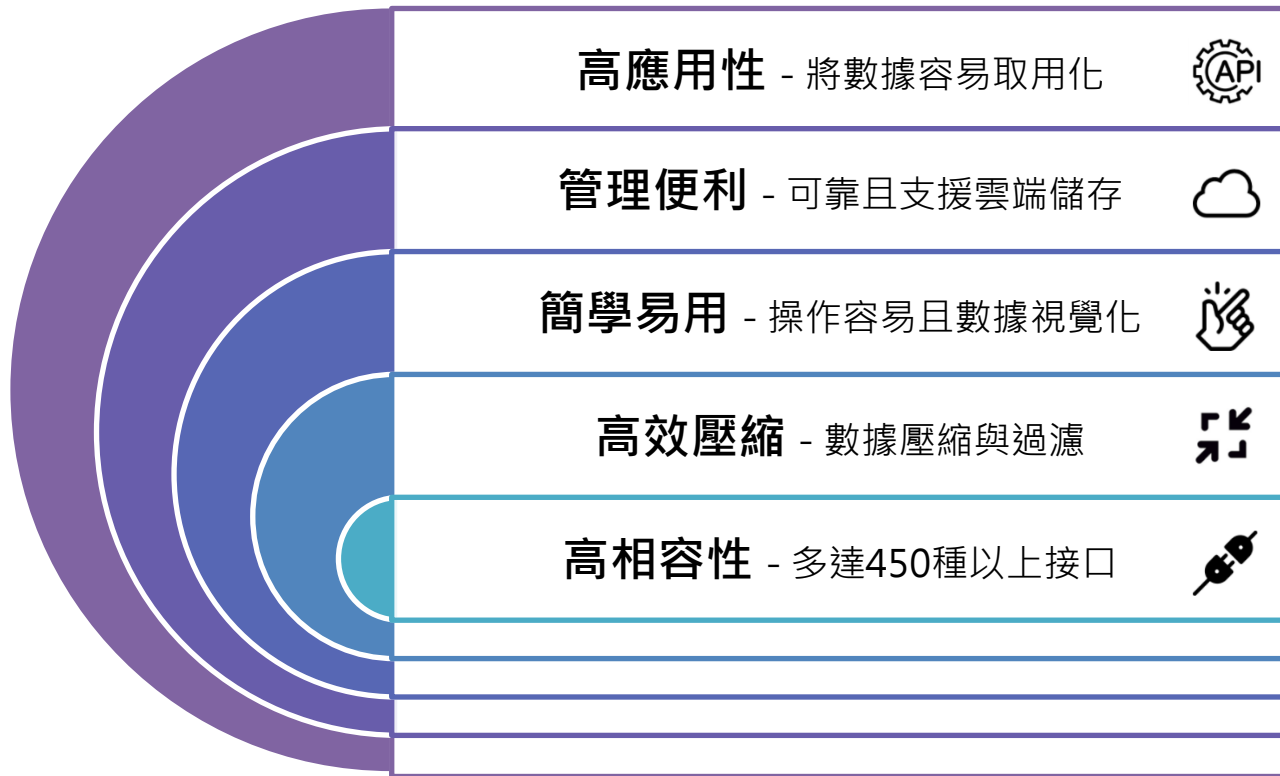 高應用性 - 將數據容易取用化
API
管理便利 - 可靠且支援雲端儲存
簡學易用 - 操作容易且數據視覺化
高效壓縮 - 數據壓縮與過濾
高相容性 - 多達450種以上接口